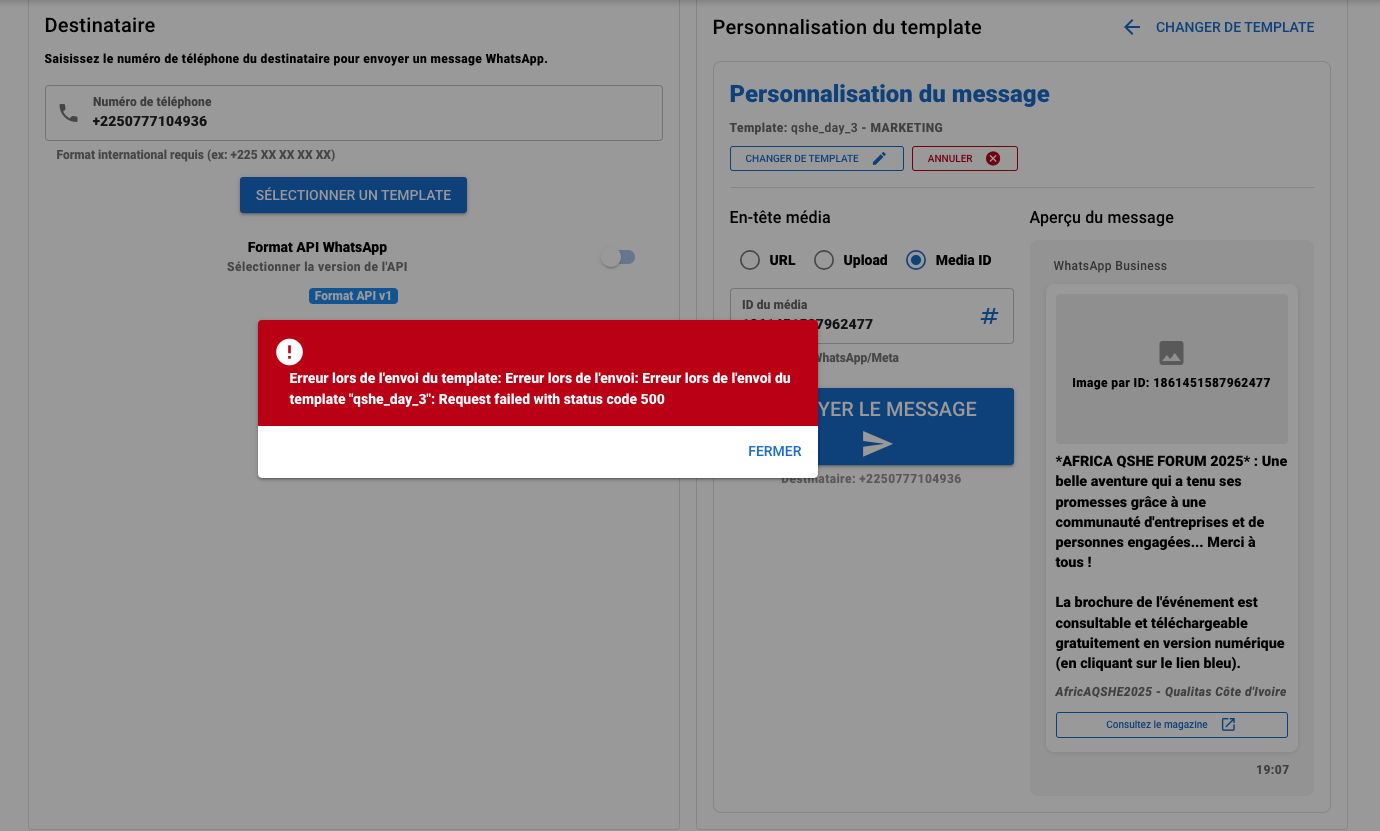 Destinataire
Saisissez le numéro de téléphone du destinataire pour envoyer un message WhatsApp.
Numéro de téléphone
+2250777104936
Format international requis (ex: +225 XX XX XX XX)
SÉLECTIONNER UN TEMPLATE
Format API WhatsApp
Sélectionner la version de l'API
Format API v1
Erreur lors de l'envoi du template: Erreur lors de l'envoi: Erreur lors de l'envoi du
template "qshe_day_3": Request failed with status code 500
FERMER
Personnalisation du template
CHANGER DE TEMPLATE
Personnalisation du message
Template: qshe_day_3 - MARKETING
CHANGER DE TEMPLATE
ANNULER
En-tête média
URL
Upload
Media ID
ID du média
7962477
WhatsApp/Meta
YER LE MESSAGE
Destinataire: +2250777104936
Aperçu du message
WhatsApp Business
Image par ID: 1861451587962477
*AFRICA QSHE FORUM 2025* : Une
belle aventure qui a tenu ses
promesses grâce à une
communauté d'entreprises et de
personnes engagées... Merci à
tous !
La brochure de l'événement est
consultable et téléchargeable
gratuitement en version numérique
(en cliquant sur le lien bleu).
AfricAQSHE2025 - Qualitas Côte d'Ivoire
Consultez le magazine
19:07